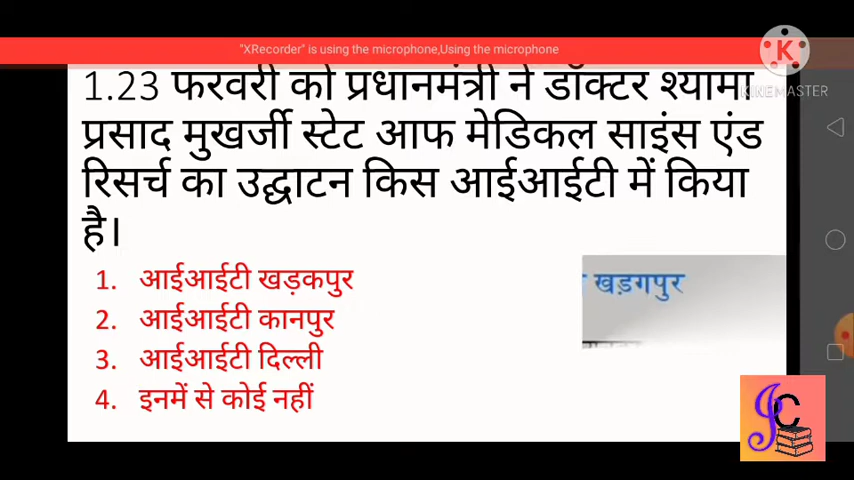 "XRecorder" is using the microphone,Using the microphone
K
KINEMASTER
1.23 फरवरी को प्रधानमंत्री ने डॉक्टर श्यामा
प्रसाद मुखर्जी स्टेट आफ मेडिकल साइंस एंड
रिसर्च का उद्घाटन किस आईआईटी में किया
है।
1. आईआईटी खड़कपुर
2. आईआईटी कानपुर
3. आईआईटी दिल्ली
4. इनमें से कोई नहीं
खड़गपुर
JC